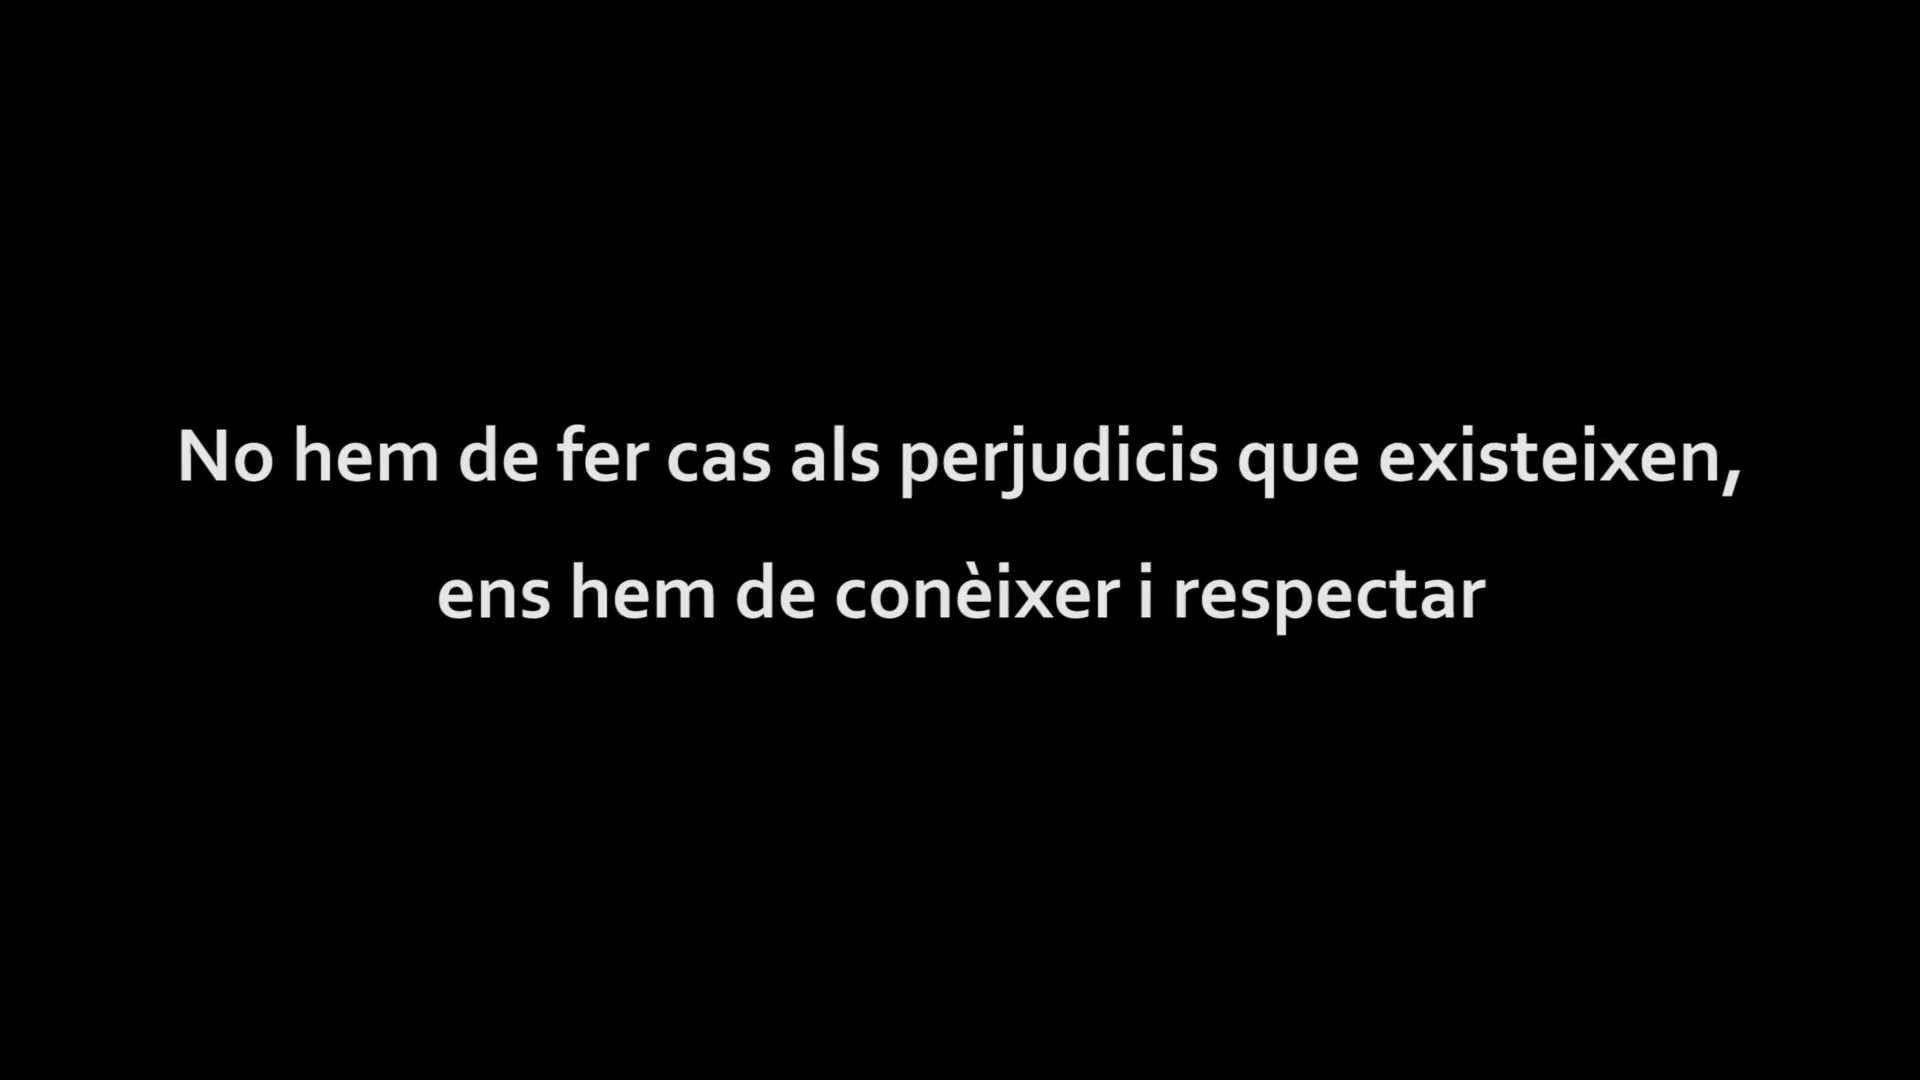 No hem de fer cas als perjudicis que existeixen,
ens hem de conèixer i respectar